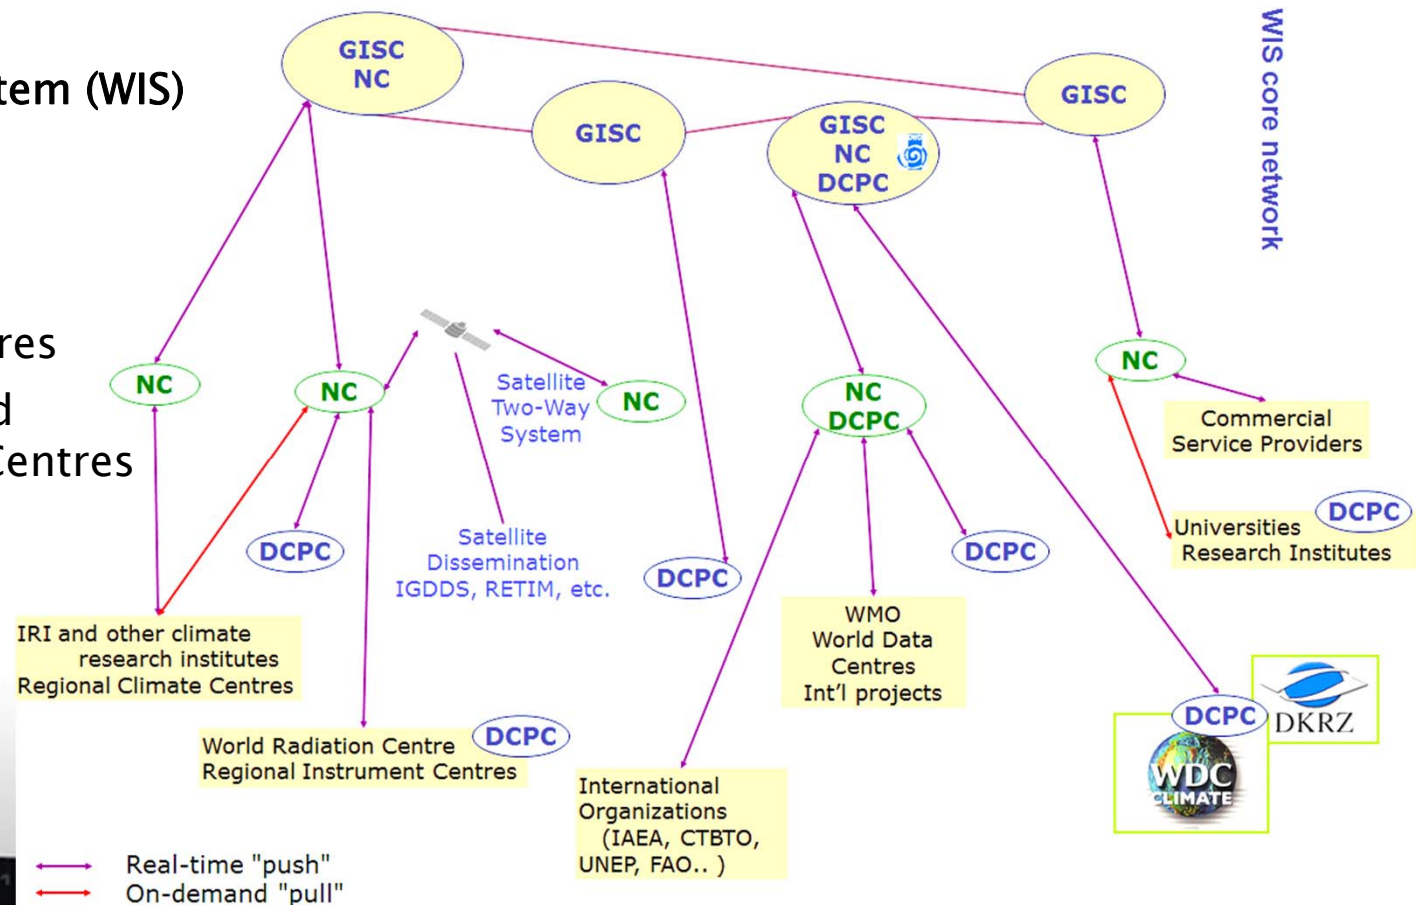 tem (WIS)
res
d
Centres
GISC
NC
GISC
GISC
NC
DCPC
GISC
WIS core network
NC
NC
Satellite
Two-Way
System
NC
NC
DCPC
NC
Commercial
Service Providers
DCPC
Satellite
Dissemination
IGDDS, RETIM, etc.
DCPC
DCPC
DCPC
Universities
Research Institutes
IRI and other climate
research institutes
Regional Climate Centres
WMO
World Data
Centres
Int'l projects
World Radiation Centre
Regional Instrument Centres
DCPC
International
Organizations
(IAEA, CTBTO,
UNEP, FAO.. )
DCPC
DKRZ
WDC
CLIMATE
Real-time "push"
On-demand "pull"